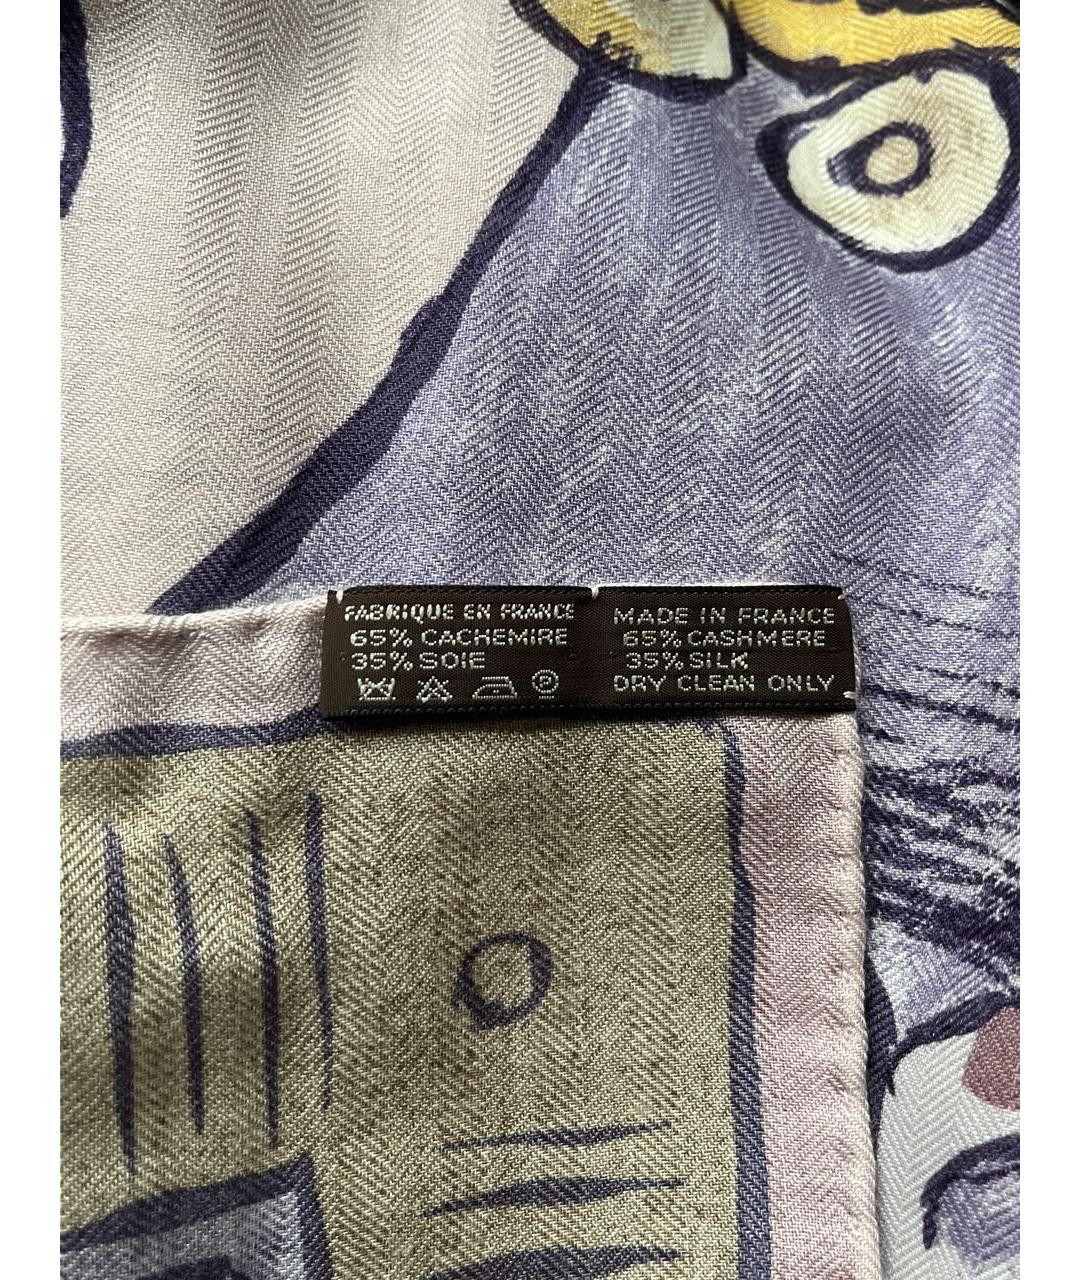 FABRIQUE EN FRANCE
65% CACHEMIRE
35% SOIE
MADE IN FRANCE
65% CASHMERE
35% SILK
DRY CLEAN ONLY